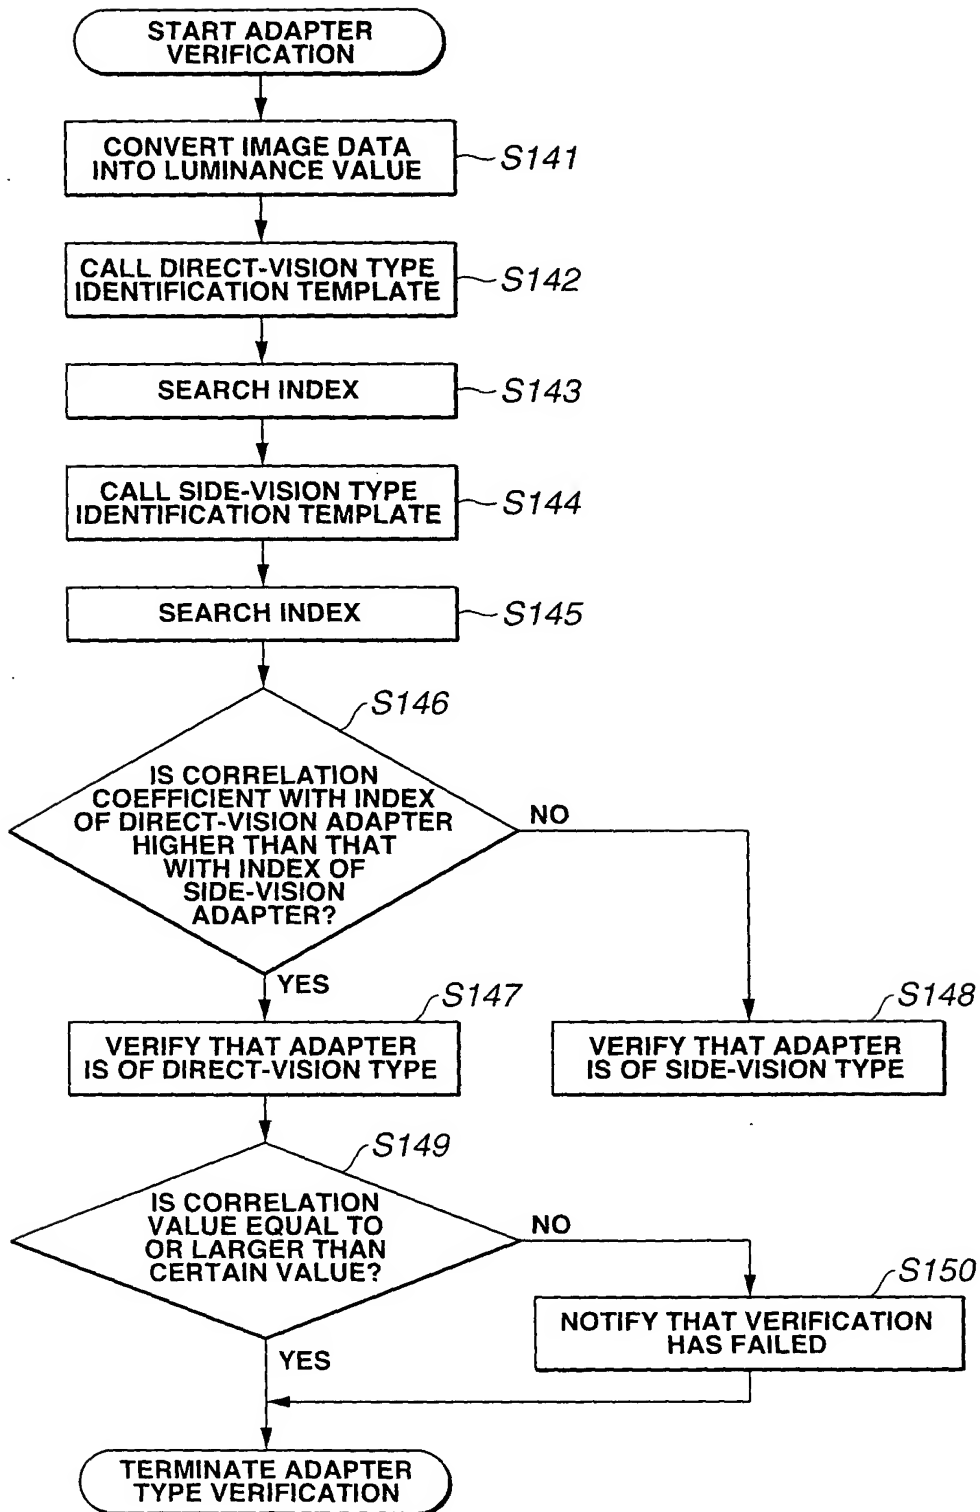 START ADAPTER
VERIFICATION
CONVERT IMAGE DATA
INTO LUMINANCE VALUE
S141
CALL DIRECT-VISION TYPE
IDENTIFICATION TEMPLATE
S142
SEARCH INDEX
S143
CALL SIDE-VISION TYPE
IDENTIFICATION TEMPLATE
S144
SEARCH INDEX
S145
S146
IS CORRELATION
COEFFICIENT WITH INDEX
OF DIRECT-VISION ADAPTER
HIGHER THAN THAT
WITH INDEX OF
SIDE-VISION
ADAPTER?
NO
YES
S147
VERIFY THAT ADAPTER
IS OF DIRECT-VISION TYPE
S148
VERIFY THAT ADAPTER
IS OF SIDE-VISION TYPE
S149
IS CORRELATION
VALUE EQUAL TO
OR LARGER THAN
CERTAIN VALUE?
NO
S150
NOTIFY THAT VERIFICATION
HAS FAILED
YES
TERMINATE ADAPTER
TYPE VERIFICATION